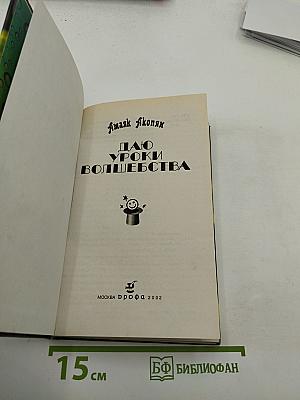 Амаяк Акопян
ДАЮ
УРОКИ
ВОЛШЕБСТВА
МОСКВА дрофа 2002
15 см
БФ БИБЛИОФАН